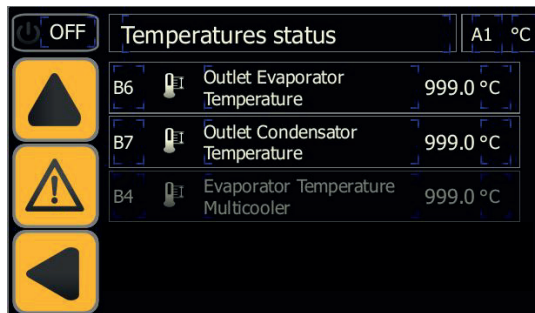 OFF Temperatures status A1 °C
B6 Outlet Evaporator Temperature 999.0 °C
B7 Outlet Condensator Temperature 999.0 °C
B4 Evaporator Temperature Multicooler 999.0 °C